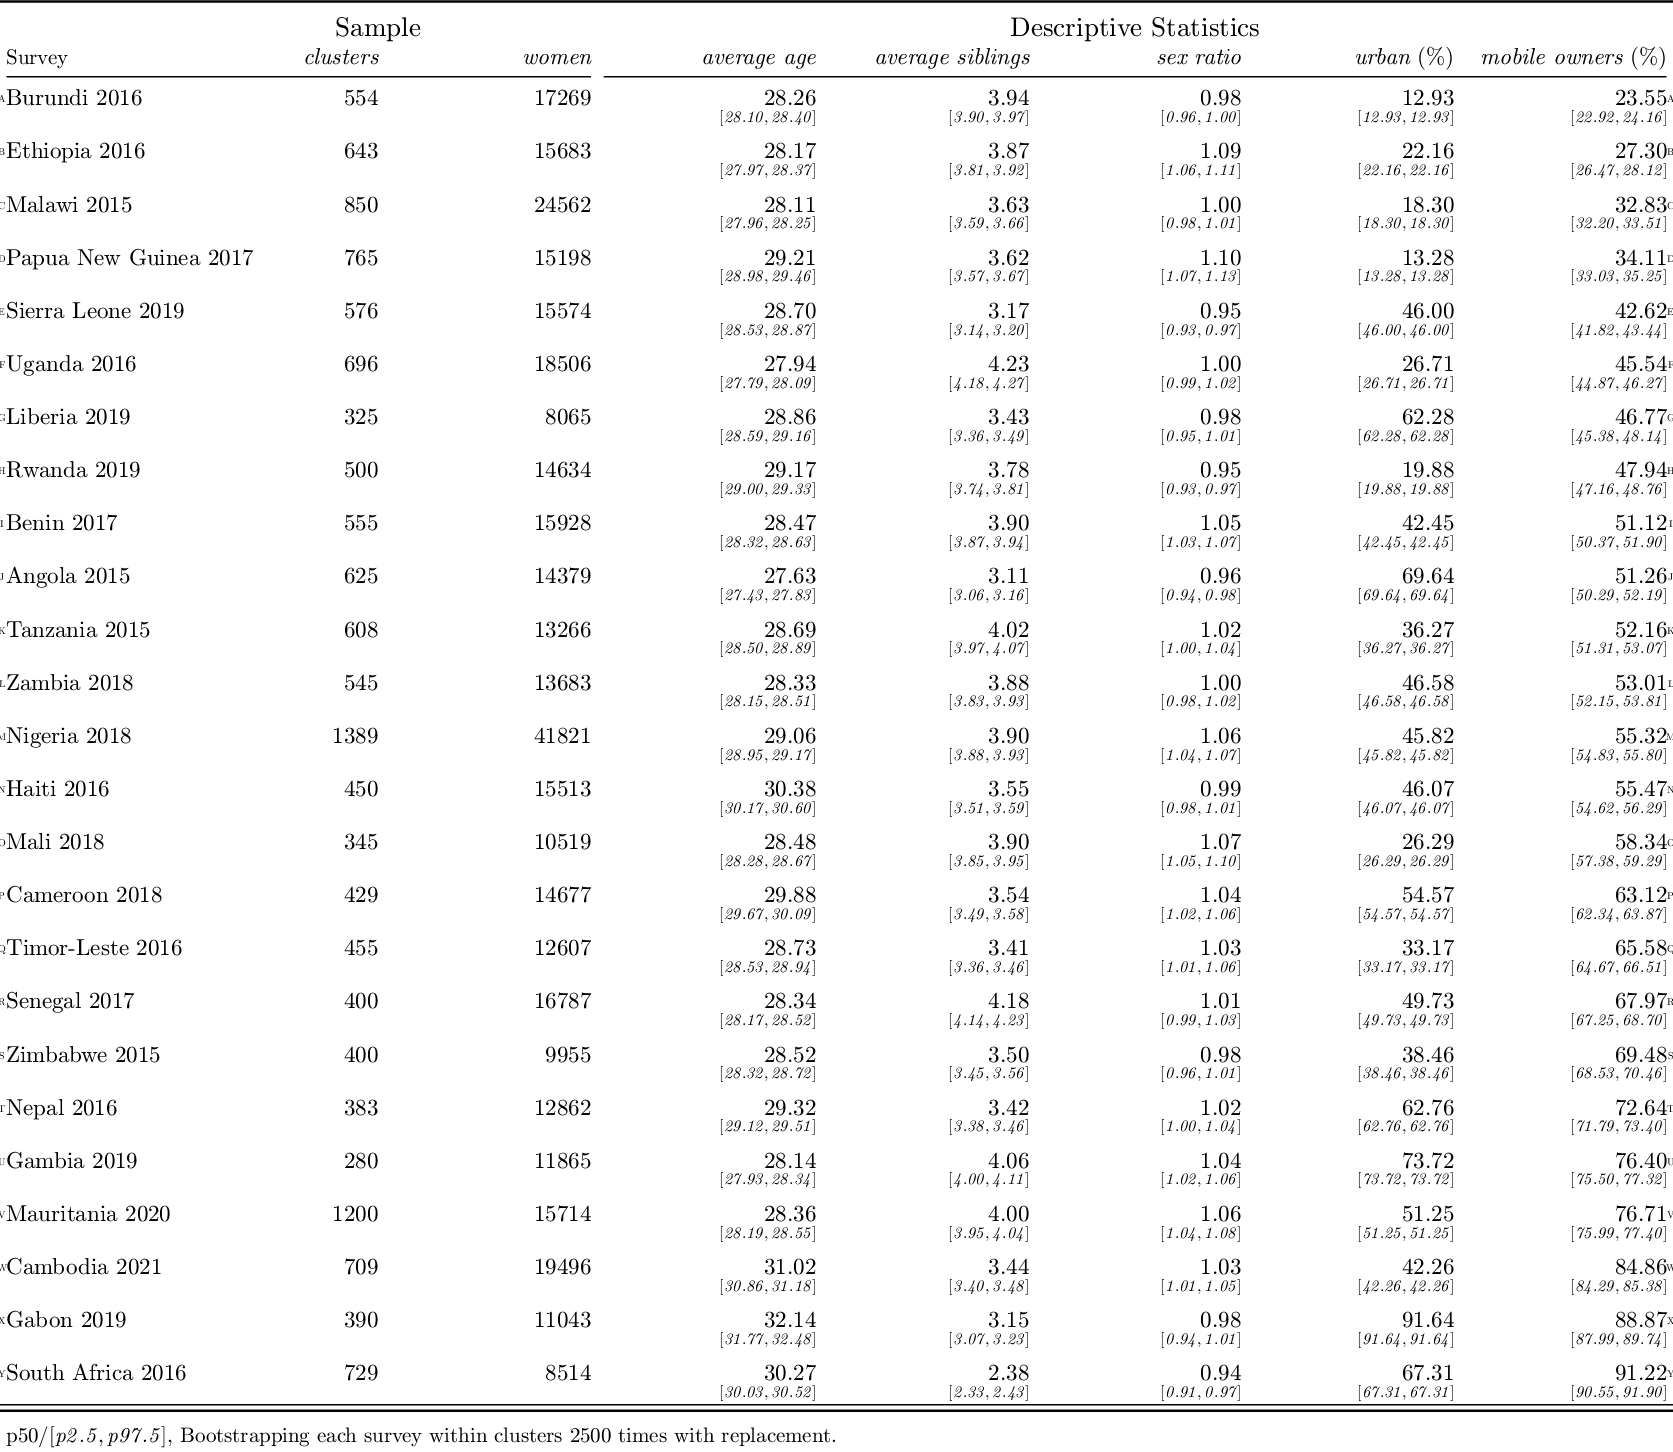 Sample Descriptive Statistics
Survey clusters women average age average siblings sex ratio urban (%) mobile owners (%)
A Burundi 2016 554 17269 28.26 3.94 0.98 12.93 23.55 A
[28.10, 28.40] [3.90, 3.97] [0.96, 1.00] [12.93, 12.93] [22.92, 24.16]
B Ethiopia 2016 643 15683 28.17 3.87 1.09 22.16 27.30 B
[27.97, 28.37] [3.81, 3.92] [1.06, 1.11] [22.16, 22.16] [26.47, 28.12]
C Malawi 2015 850 24562 28.11 3.63 1.00 18.30 32.83 C
[27.96, 28.25] [3.59, 3.66] [0.98, 1.01] [18.30, 18.30] [32.20, 33.51]
D Papua New Guinea 2017 765 15198 29.21 3.62 1.10 13.28 34.11 D
[28.98, 29.46] [3.57, 3.67] [1.07, 1.13] [13.28, 13.28] [33.03, 35.25]
E Sierra Leone 2019 576 15574 28.70 3.17 0.95 46.00 42.62 E
[28.53, 28.87] [3.14, 3.20] [0.93, 0.97] [46.00, 46.00] [41.82, 43.44]
F Uganda 2016 696 18506 27.94 4.23 1.00 26.71 45.54 F
[27.79, 28.09] [4.18, 4.27] [0.99, 1.02] [26.71, 26.71] [44.87, 46.27]
G Liberia 2019 325 8065 28.86 3.43 0.98 62.28 46.77 G
[28.59, 29.16] [3.36, 3.49] [0.95, 1.01] [62.28, 62.28] [45.38, 48.14]
H Rwanda 2019 500 14634 29.17 3.78 0.95 19.88 47.94 H
[29.00, 29.33] [3.74, 3.81] [0.93, 0.97] [19.88, 19.88] [47.16, 48.76]
I Benin 2017 555 15928 28.47 3.90 1.05 42.45 51.12 I
[28.32, 28.63] [3.87, 3.94] [1.03, 1.07] [42.45, 42.45] [50.37, 51.90]
J Angola 2015 625 14379 27.63 3.11 0.96 69.64 51.26 J
[27.43, 27.83] [3.06, 3.16] [0.94, 0.98] [69.64, 69.64] [50.29, 52.19]
K Tanzania 2015 608 13266 28.69 4.02 1.02 36.27 52.16 K
[28.50, 28.89] [3.97, 4.07] [1.00, 1.04] [36.27, 36.27] [51.31, 53.07]
L Zambia 2018 545 13683 28.33 3.88 1.00 46.58 53.01 L
[28.15, 28.51] [3.83, 3.93] [0.98, 1.02] [46.58, 46.58] [52.15, 53.81]
M Nigeria 2018 1389 41821 29.06 3.90 1.06 45.82 55.32 M
[28.95, 29.17] [3.88, 3.93] [1.04, 1.07] [45.82, 45.82] [54.83, 55.80]
N Haiti 2016 450 15513 30.38 3.55 0.99 46.07 55.47 N
[30.17, 30.60] [3.51, 3.59] [0.98, 1.01] [46.07, 46.07] [54.62, 56.29]
O Mali 2018 345 10519 28.48 3.90 1.07 26.29 58.34 O
[28.28, 28.67] [3.85, 3.95] [1.05, 1.10] [26.29, 26.29] [57.38, 59.29]
P Cameroon 2018 429 14677 29.88 3.54 1.04 54.57 63.12 P
[29.67, 30.09] [3.49, 3.58] [1.02, 1.06] [54.57, 54.57] [62.34, 63.87]
Q Timor-Leste 2016 455 12607 28.73 3.41 1.03 33.17 65.58 Q
[28.53, 28.94] [3.36, 3.46] [1.01, 1.06] [33.17, 33.17] [64.67, 66.51]
R Senegal 2017 400 16787 28.34 4.18 1.01 49.73 67.97 R
[28.17, 28.52] [4.14, 4.23] [0.99, 1.03] [49.73, 49.73] [67.25, 68.70]
S Zimbabwe 2015 400 9955 28.52 3.50 0.98 38.46 69.48 S
[28.32, 28.72] [3.45, 3.56] [0.96, 1.01] [38.46, 38.46] [68.53, 70.46]
T Nepal 2016 383 12862 29.32 3.42 1.02 62.76 72.64 T
[29.12, 29.51] [3.38, 3.46] [1.00, 1.04] [62.76, 62.76] [71.79, 73.40]
U Gambia 2019 280 11865 28.14 4.06 1.04 73.72 76.40 U
[27.93, 28.34] [4.00, 4.11] [1.02, 1.06] [73.72, 73.72] [75.50, 77.32]
V Mauritania 2020 1200 15714 28.36 4.00 1.06 51.25 76.71 V
[28.19, 28.55] [3.95, 4.04] [1.04, 1.08] [51.25, 51.25] [75.99, 77.40]
W Cambodia 2021 709 19496 31.02 3.44 1.03 42.26 84.86 W
[30.86, 31.18] [3.40, 3.48] [1.01, 1.05] [42.26, 42.26] [84.29, 85.38]
X Gabon 2019 390 11043 32.14 3.15 0.98 91.64 88.87 X
[31.77, 32.48] [3.07, 3.23] [0.94, 1.01] [91.64, 91.64] [87.99, 89.74]
Y South Africa 2016 729 8514 30.27 2.38 0.94 67.31 91.22 Y
[30.03, 30.52] [2.33, 2.43] [0.91, 0.97] [67.31, 67.31] [90.55, 91.90]
p50/[p2.5, p97.5], Bootstrapping each survey within clusters 2500 times with replacement.